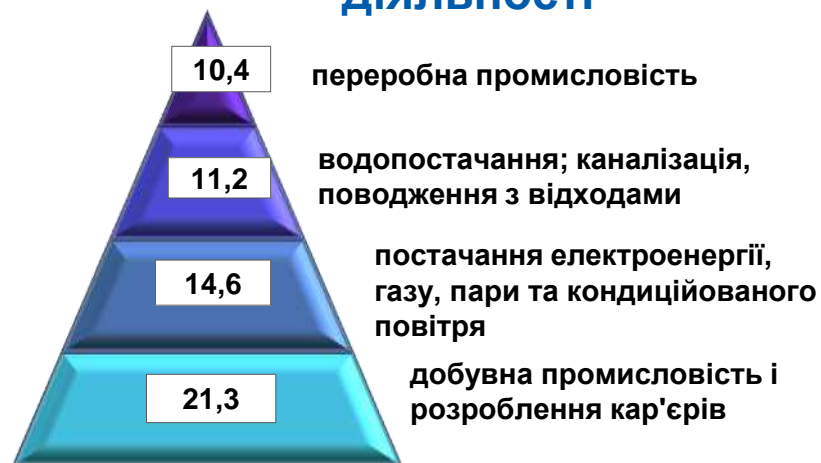 діяльності
10,4
переробна промисловість
11,2
водопостачання; каналізація,
поводження з відходами
14,6
постачання електроенергії,
газу, пари та кондиційованого
повітря
21,3
добувна промисловість і
розроблення кар'єрів